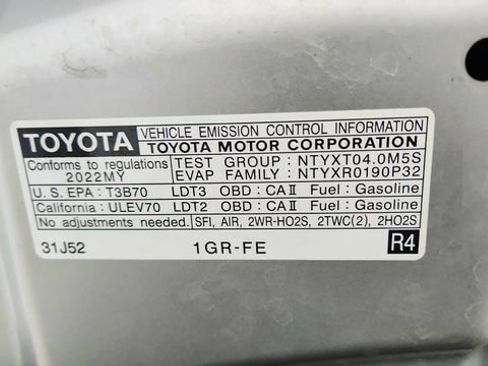 TOYOTA VEHICLE EMISSION CONTROL INFORMATION
TOYOTA MOTOR CORPORATION
Conforms to regulations TEST GROUP : NTYXT04.0M5S
2022MY EVAP FAMILY : NTYXR0190P32
U.S. EPA : T3B70 LDT3 OBD : CAⅡ Fuel : Gasoline
California : ULEV70 LDT2 OBD : CAⅡ Fuel : Gasoline
No adjustments needed. SFI, AIR, 2WR-HO2S, 2TWC(2), 2HO2S
31J52 1GR-FE R4